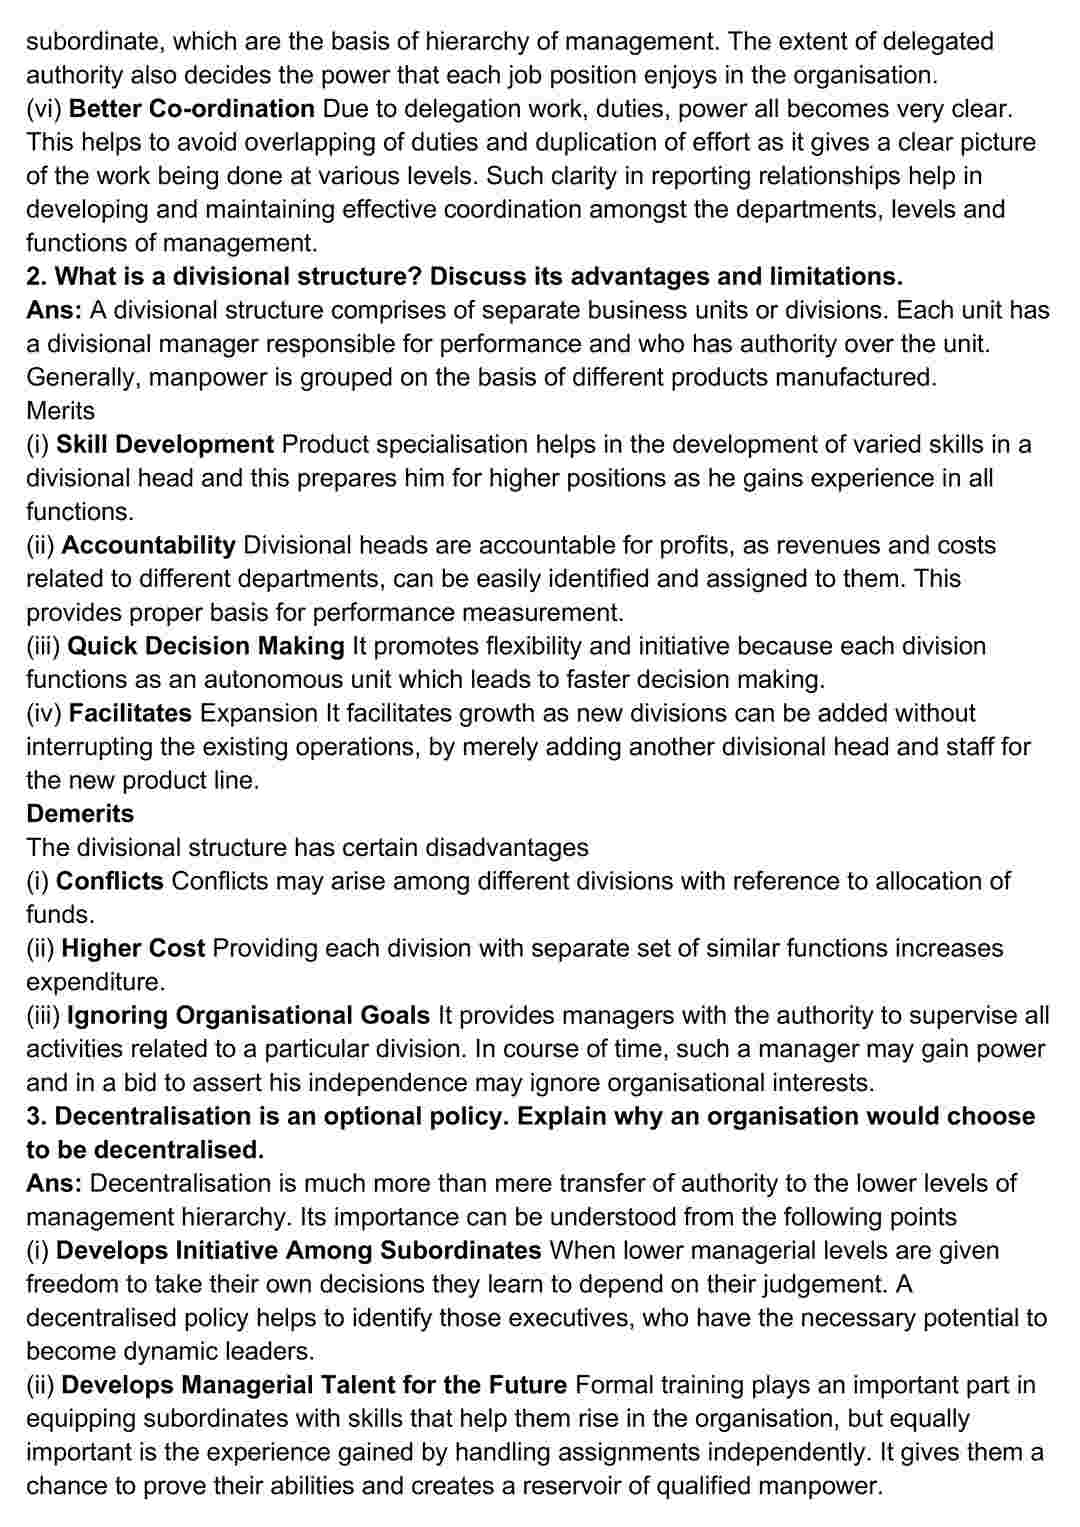 subordinate, which are the basis of hierarchy of management. The extent of delegated
authority also decides the power that each job position enjoys in the organisation.
(vi) Better Co-ordination Due to delegation work, duties, power all becomes very clear.
This helps to avoid overlapping of duties and duplication of effort as it gives a clear picture
of the work being done at various levels. Such clarity in reporting relationships help in
developing and maintaining effective coordination amongst the departments, levels and
functions of management.
2. What is a divisional structure? Discuss its advantages and limitations.
Ans: A divisional structure comprises of separate business units or divisions. Each unit has
a divisional manager responsible for performance and who has authority over the unit.
Generally, manpower is grouped on the basis of different products manufactured.
Merits
(i) Skill Development Product specialisation helps in the development of varied skills in a
divisional head and this prepares him for higher positions as he gains experience in all
functions.
(ii) Accountability Divisional heads are accountable for profits, as revenues and costs
related to different departments, can be easily identified and assigned to them. This
provides proper basis for performance measurement.
(iii) Quick Decision Making It promotes flexibility and initiative because each division
functions as an autonomous unit which leads to faster decision making.
(iv) Facilitates Expansion It facilitates growth as new divisions can be added without
interrupting the existing operations, by merely adding another divisional head and staff for
the new product line.
Demerits
The divisional structure has certain disadvantages
(i) Conflicts Conflicts may arise among different divisions with reference to allocation of
funds.
(ii) Higher Cost Providing each division with separate set of similar functions increases
expenditure.
(iii) Ignoring Organisational Goals It provides managers with the authority to supervise all
activities related to a particular division. In course of time, such a manager may gain power
and in a bid to assert his independence may ignore organisational interests.
3. Decentralisation is an optional policy. Explain why an organisation would choose
to be decentralised.
Ans: Decentralisation is much more than mere transfer of authority to the lower levels of
management hierarchy. Its importance can be understood from the following points
(i) Develops Initiative Among Subordinates When lower managerial levels are given
freedom to take their own decisions they learn to depend on their judgement. A
decentralised policy helps to identify those executives, who have the necessary potential to
become dynamic leaders.
(ii) Develops Managerial Talent for the Future Formal training plays an important part in
equipping subordinates with skills that help them rise in the organisation, but equally
important is the experience gained by handling assignments independently. It gives them a
chance to prove their abilities and creates a reservoir of qualified manpower.